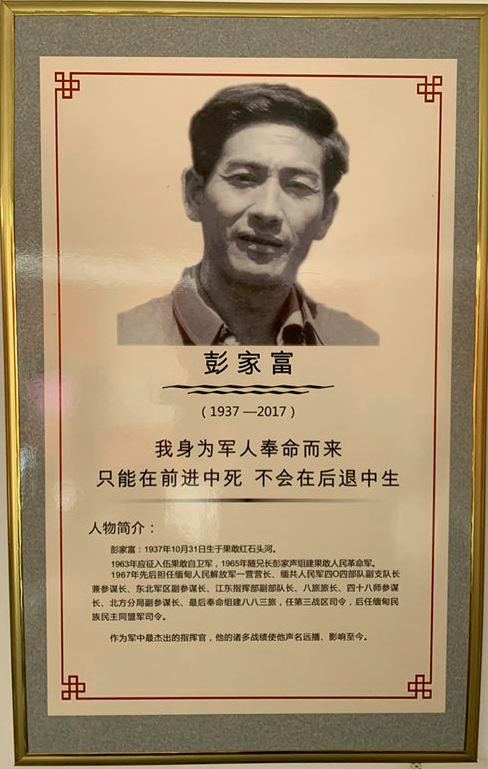 彭家富
（1937 —2017）
我身为军人奉命而来
只能在前进中死 不会在后退中生
人物简介：
彭家富：1937年10月31日生于果敢红石头河。
1963年应征入伍果敢自卫军，1965年随兄长彭家声组建果敢人民革命军。
1967年先后担任缅甸人民解放军一营营长、缅共人民军四O四部队副支队长
兼参谋长、东北军区副参谋长、江东指挥部副部队长、八旅旅长、四十八师参谋
长、北方分局副参谋长、最后奉命组建八八三旅，任第三战区司令，后任缅甸民
族民主同盟军司令。
作为军中最杰出的指挥官，他的诸多战绩使他声名远播、影响至今。